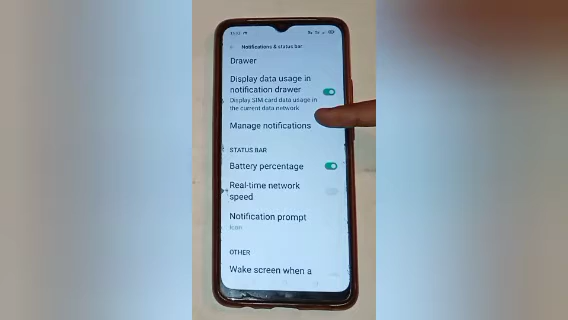 Notifications & status bar
Drawer
Display data usage in
notification drawer
Display SIM card data usage in
the current data network
Manage notifications
STATUS BAR
Battery percentage
Real-time network
speed
Notification prompt
Icon
OTHER
Wake screen when a